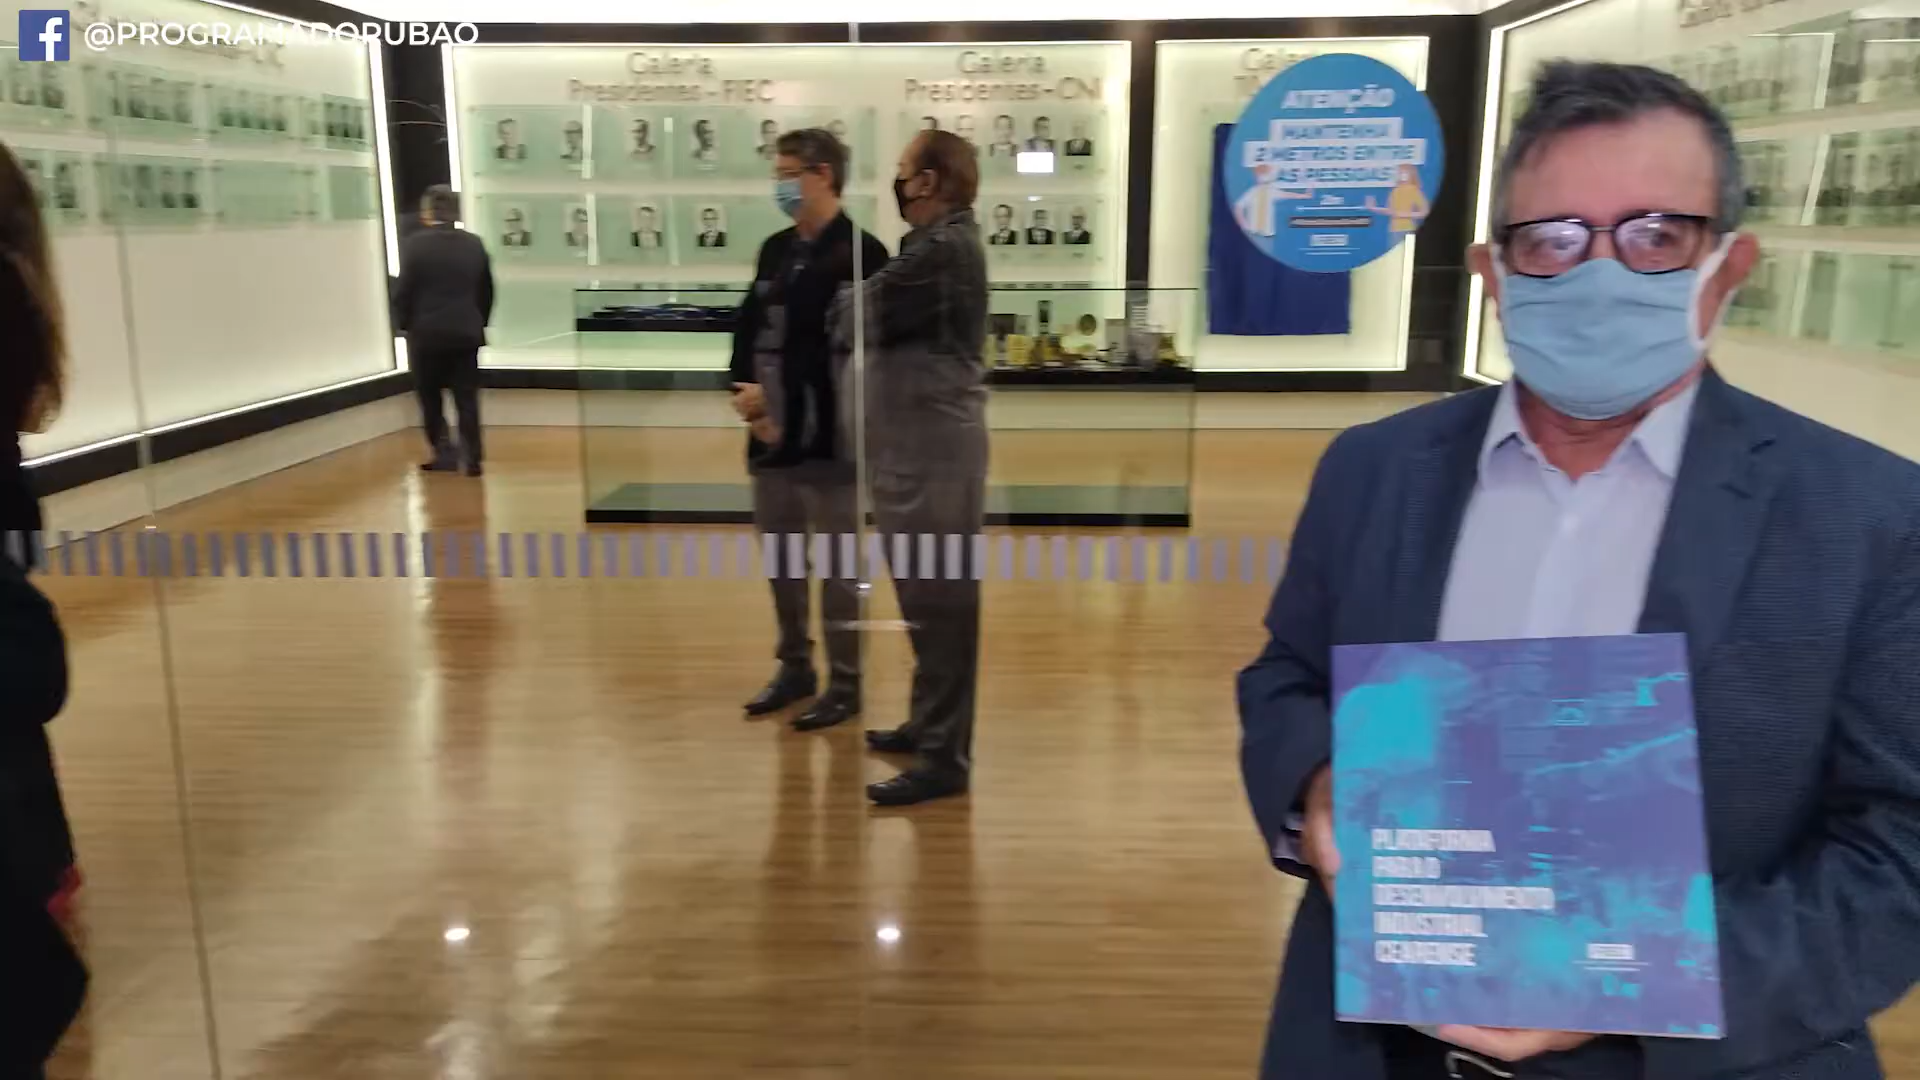 @PROGRAMADORUBAO
Galeria
Presidentes - FIEC
Galeria
Presidentes - CNI
ATENÇÃO
MANTENHA
2 METROS ENTRE
AS PESSOAS
2m
PLATAFORMA
PARA O
DESENVOLVIMENTO
INDUSTRIAL
CEARENSE